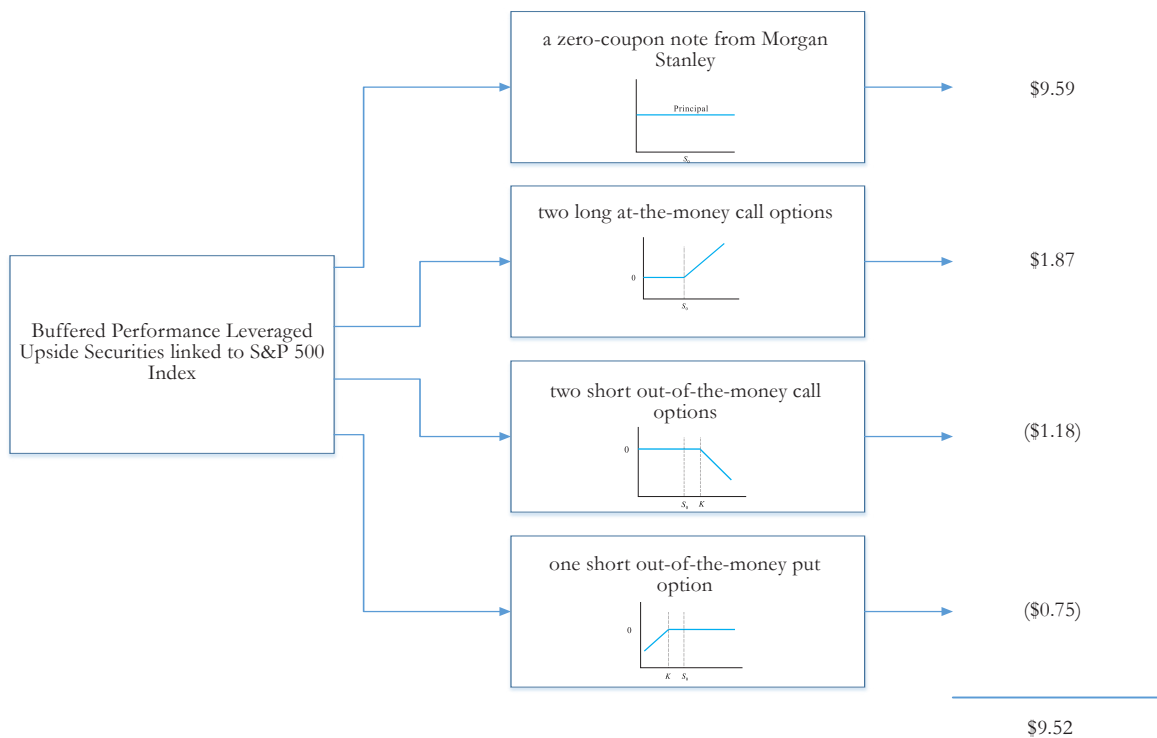 a zero-coupon note from Morgan
Stanley
Principal
S₀
$9.59
two long at-the-money call options
0
S₀
$1.87
Buffered Performance Leveraged
Upside Securities linked to S&P 500
Index
two short out-of-the-money call
options
0
S₀ K
($1.18)
one short out-of-the-money put
option
0
K S₀
($0.75)
$9.52